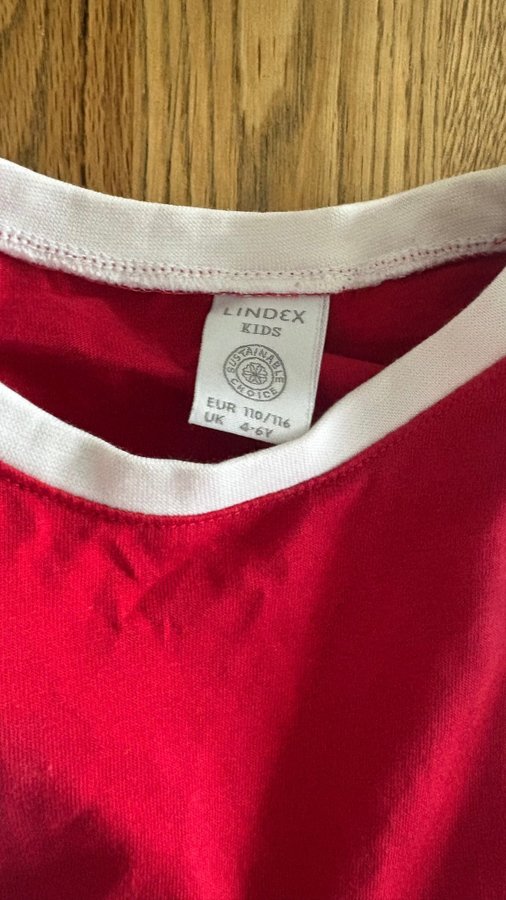 LINDEX
KIDS
SUSTAINABLE
CHOICE
EUR 110/116
UK 4-6Y